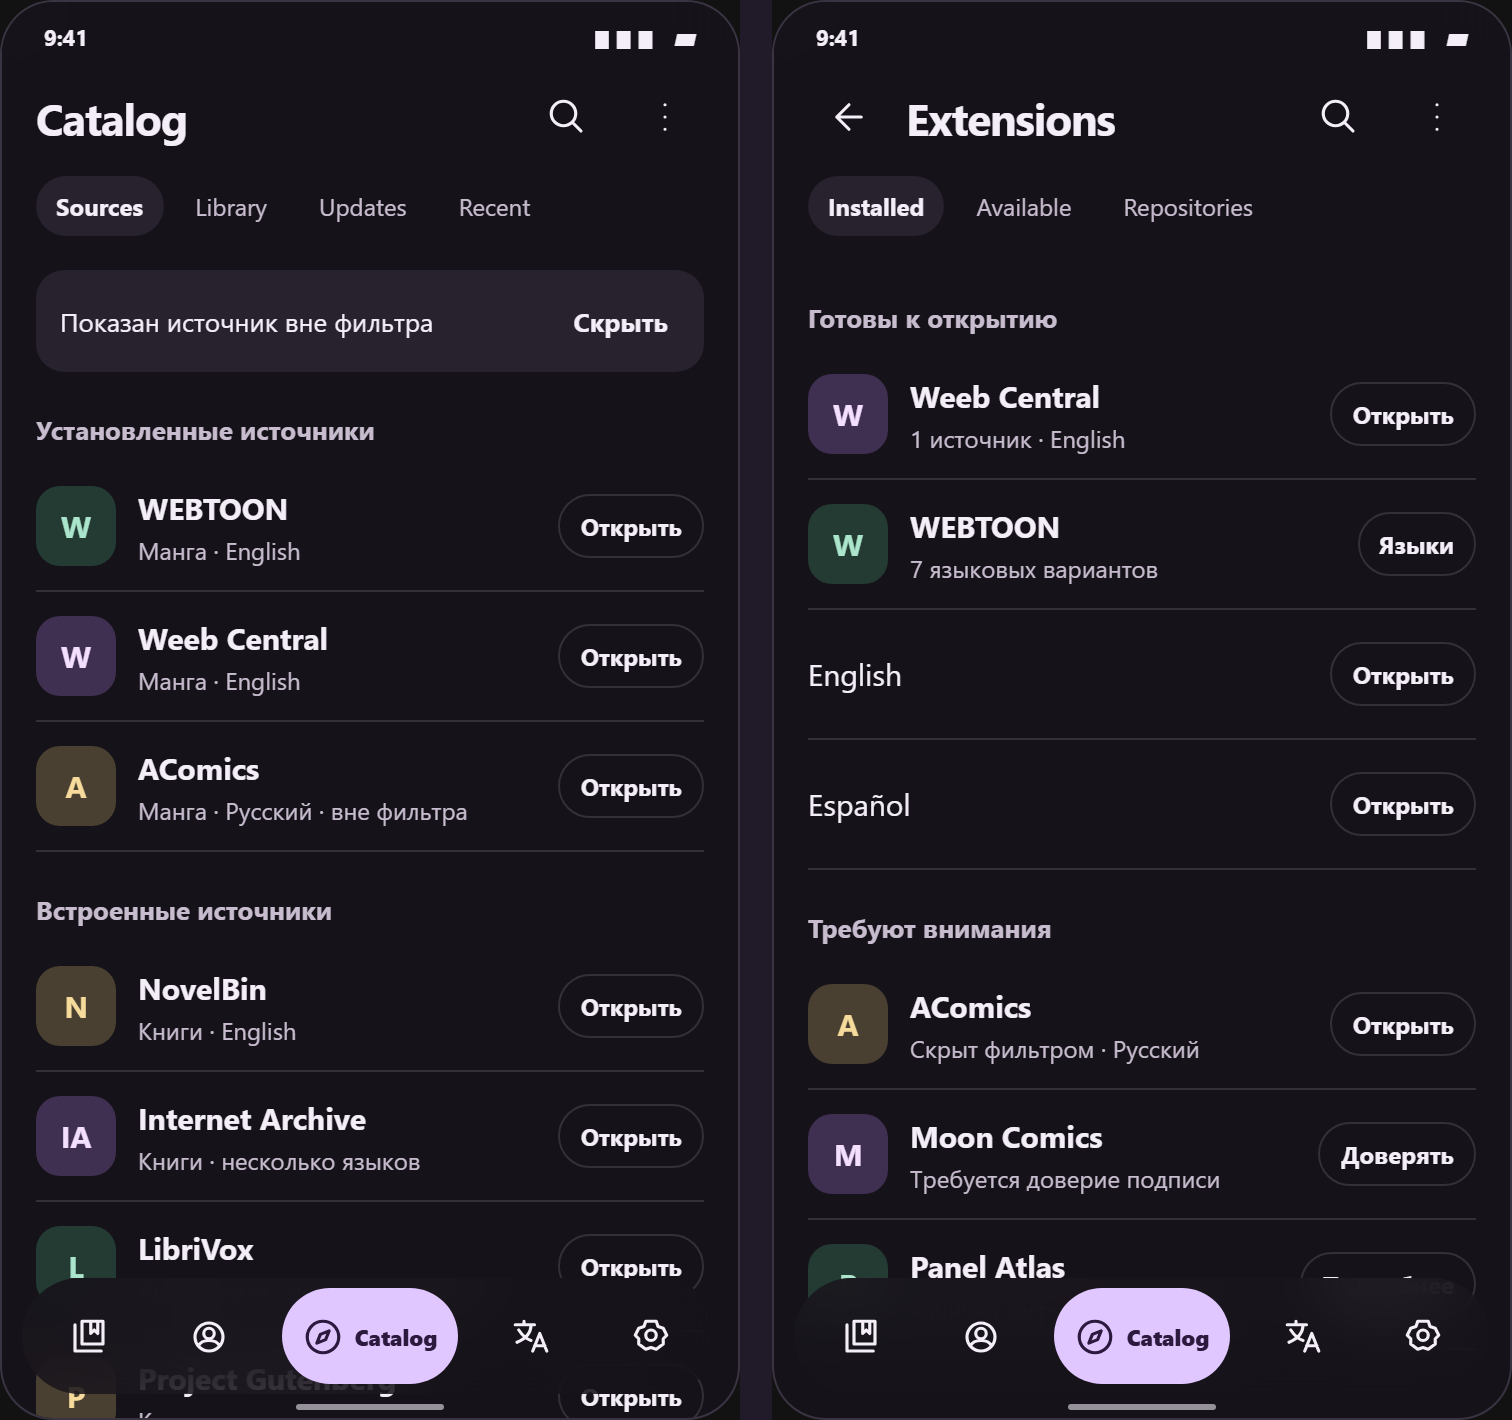 9:41
Catalog
Sources Library Updates Recent
Показан источник вне фильтра Скрыть
Установленные источники
W WEBTOON Открыть
Манга · English
W Weeb Central Открыть
Манга · English
A AComics Открыть
Манга · Русский · вне фильтра
Встроенные источники
N NovelBin Открыть
Книги · English
IA Internet Archive Открыть
Книги · несколько языков
L LibriVox Открыть
Catalog
P Project Gutenberg Открыть
9:41
Extensions
Installed Available Repositories
Готовы к открытию
W Weeb Central Открыть
1 источник · English
W WEBTOON Языки
7 языковых вариантов
English Открыть
Español Открыть
Требуют внимания
A AComics Открыть
Скрыт фильтром · Русский
M Moon Comics Доверять
Требуется доверие подписи
Panel Atlas
Catalog